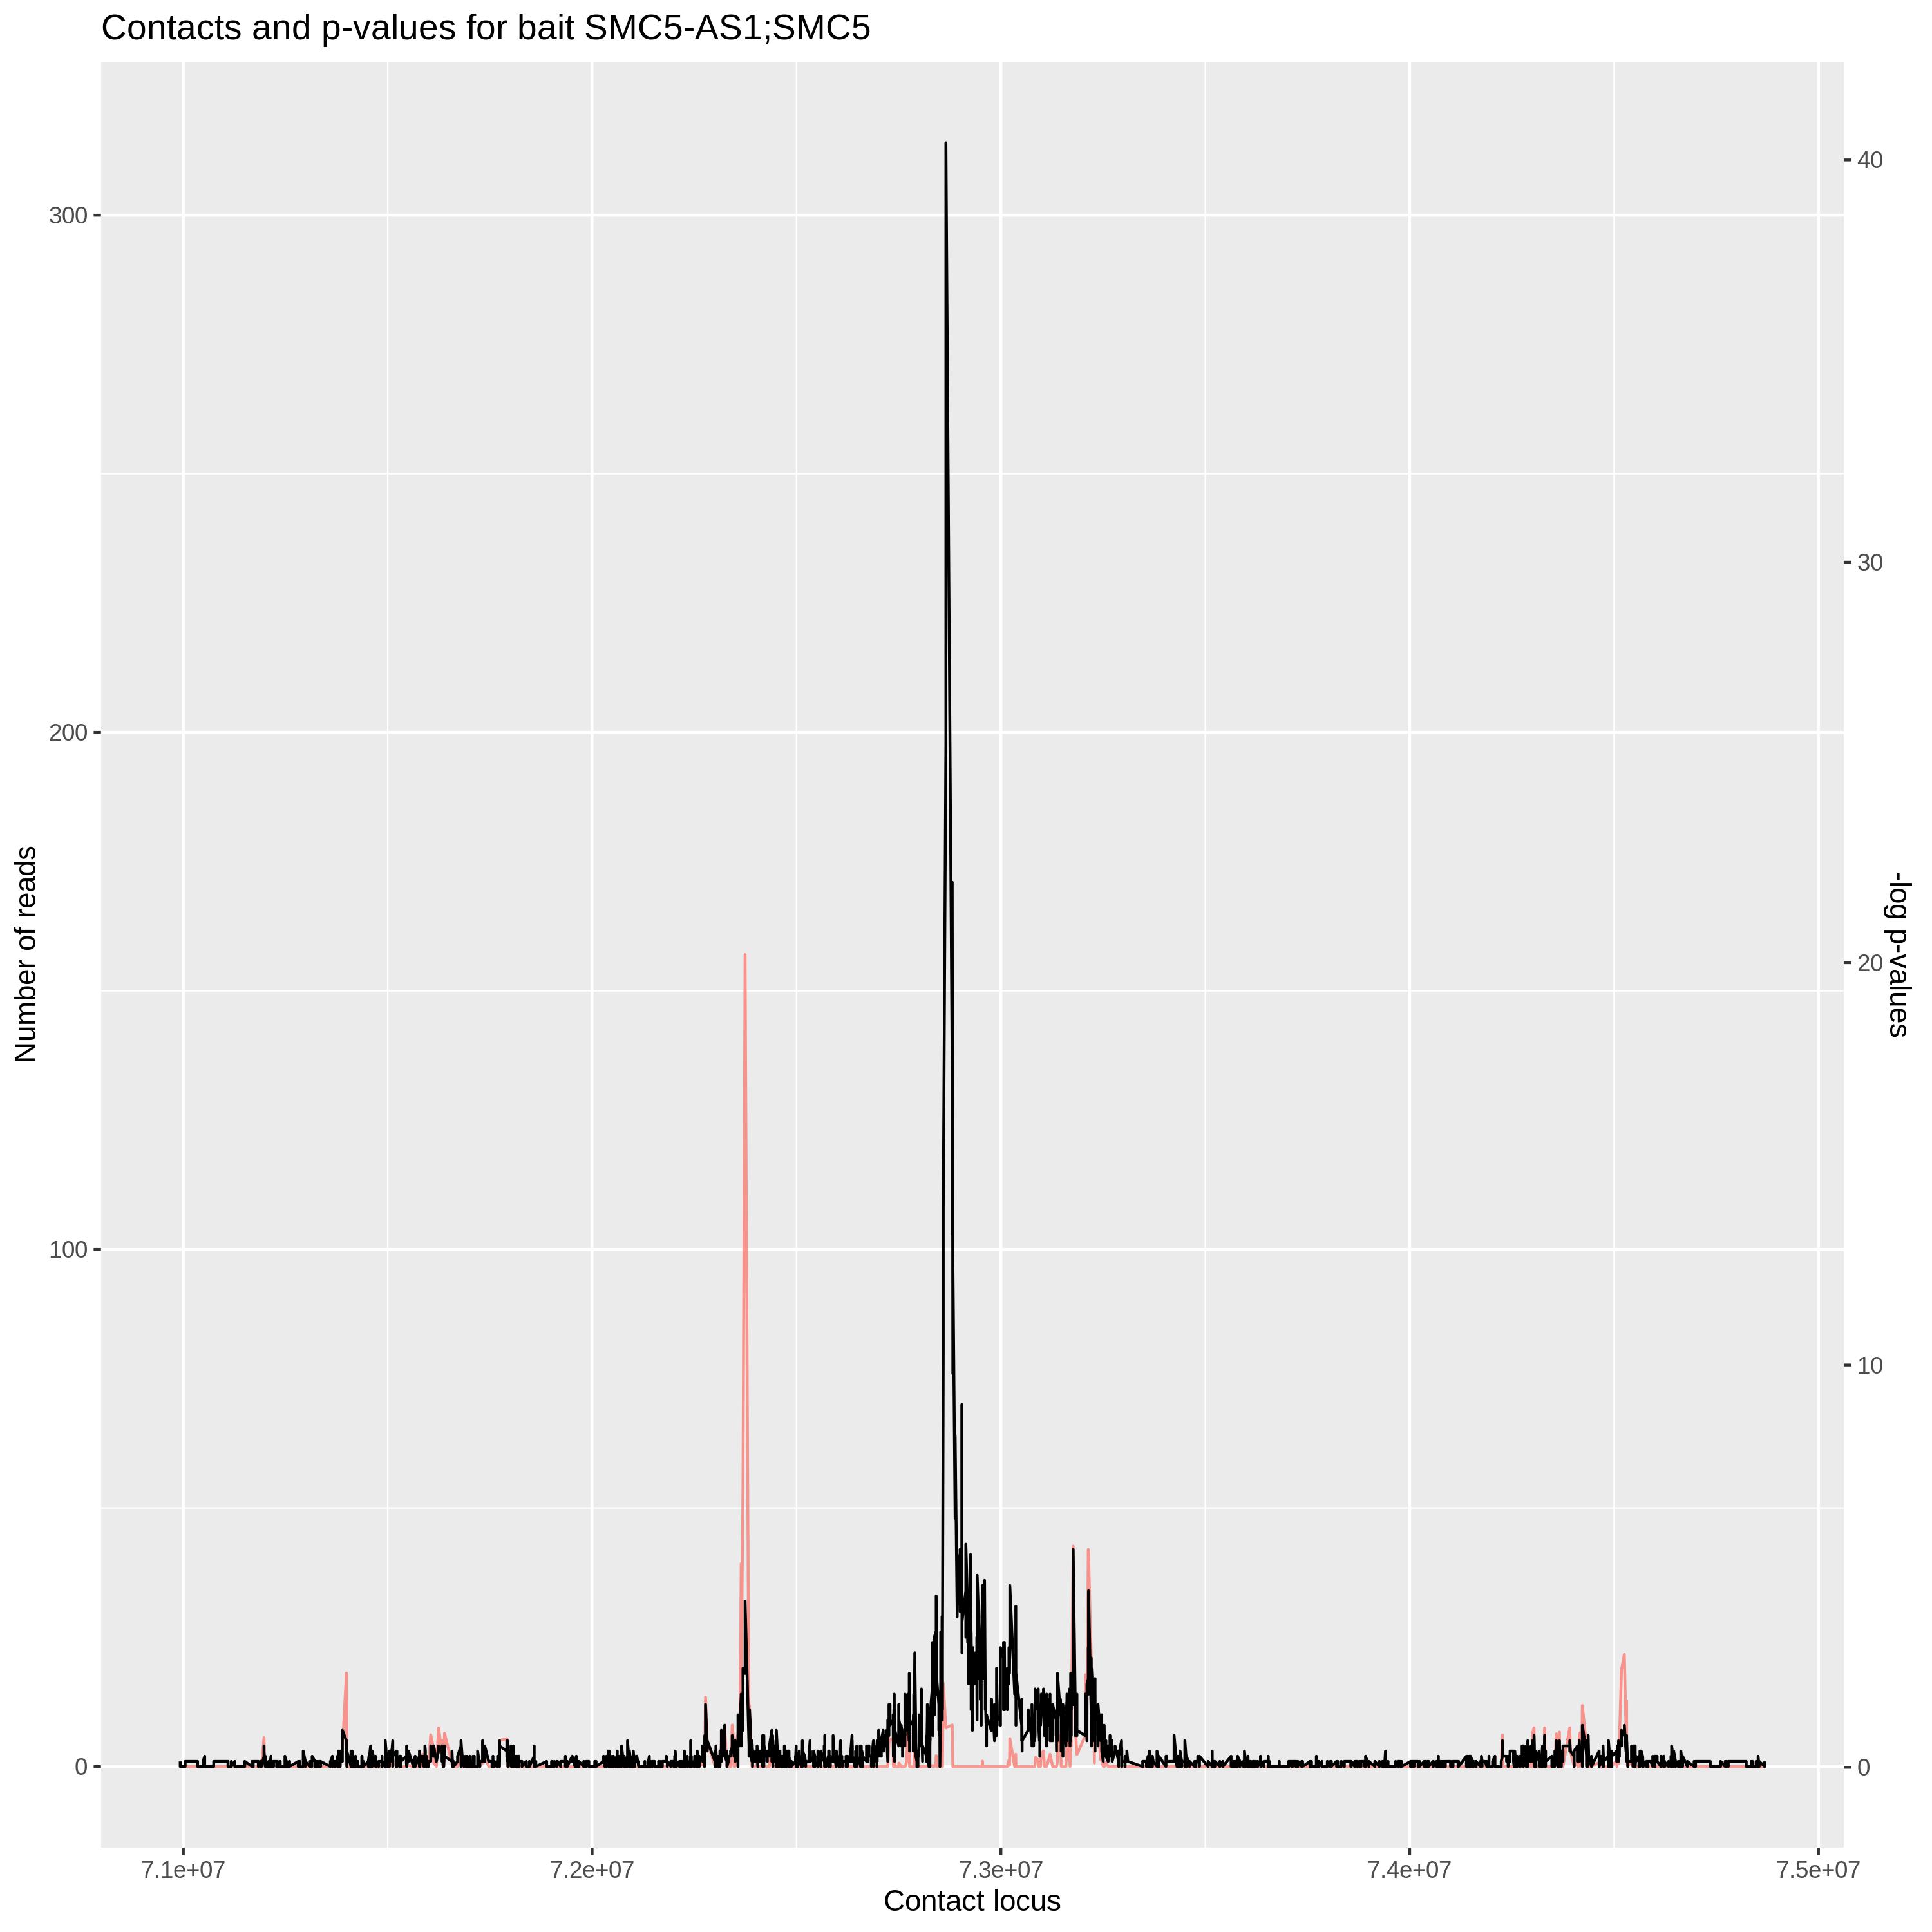 Contacts and p-values for bait SMC5-AS1;SMC5
Number of reads
300
200
100
0
40
30
20
10
0
-log p-values
7.1e+07
7.2e+07
7.3e+07
7.4e+07
7.5e+07
Contact locus